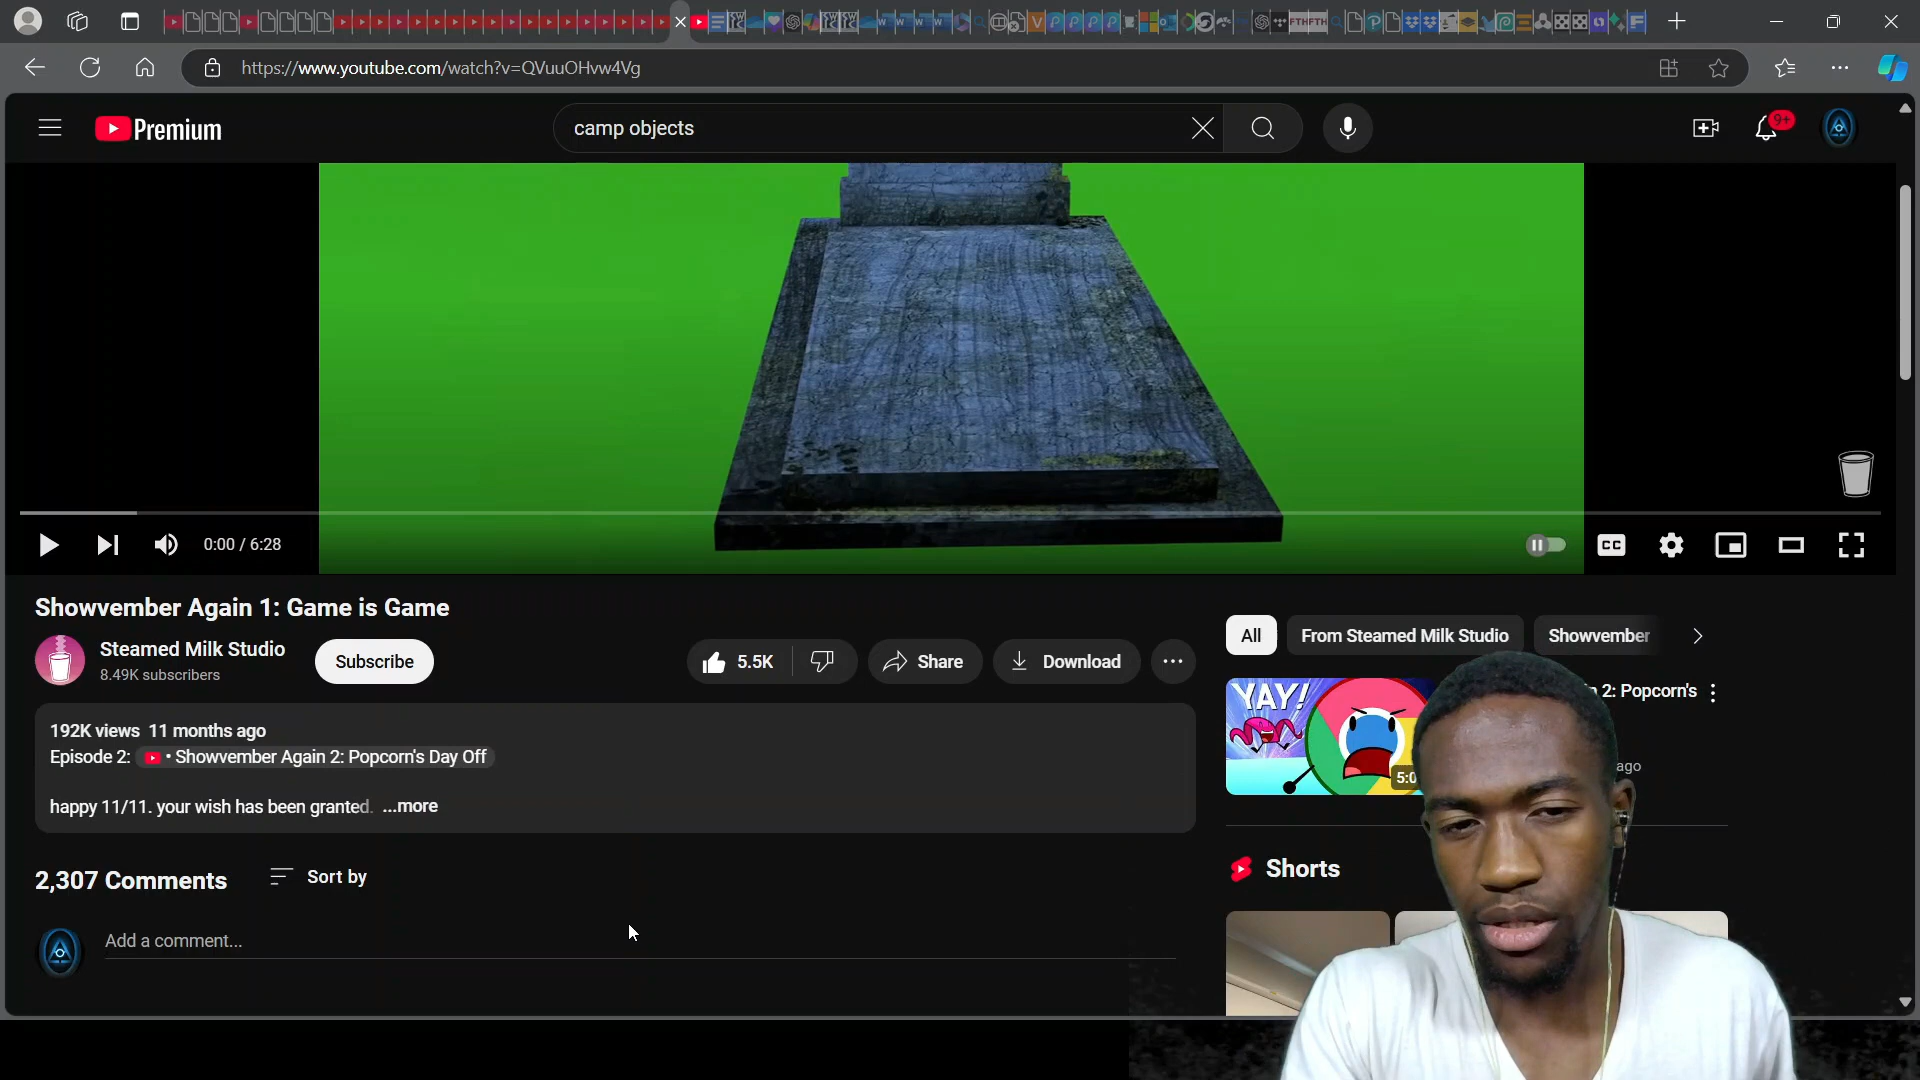 https://www.youtube.com/watch?v=QVuuOHvw4Vg
Premium
camp objects
9+
0:00 / 6:28
CC
Showvember Again 1: Game is Game
Steamed Milk Studio
8.49K subscribers
Subscribe
5.5K
Share
Download
192K views 11 months ago
Episode 2: • Showvember Again 2: Popcorn's Day Off
happy 11/11. your wish has been granted. ...more
2,307 Comments
Sort by
Add a comment...
All
From Steamed Milk Studio
Showvember
YAY!
2: Popcorn's
ago
Shorts